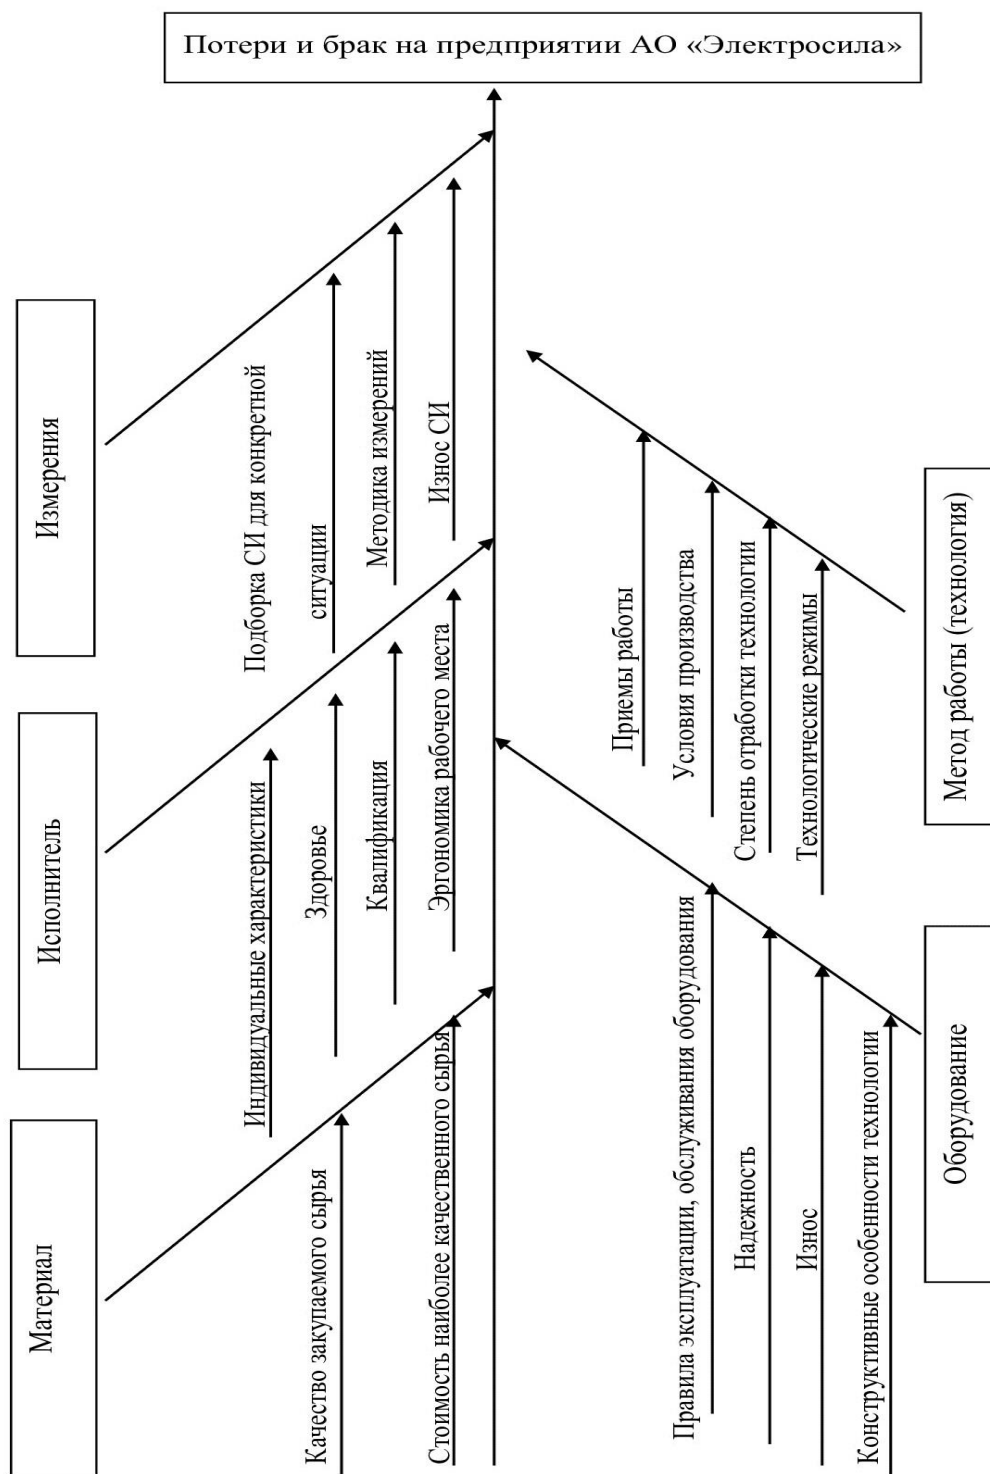 Потери и брак на предприятии АО «Электросила»
Измерения
Подборка СИ для конкретной
ситуации
Методика измерений
Износ СИ
Исполнитель
Индивидуальные характеристики
Здоровье
Квалификация
Эргономика рабочего места
Материал
Качество закупаемого сырья
Стоимость наиболее качественного сырья
Приемы работы
Условия производства
Степень отработки технологии
Технологические режимы
Метод работы (технология)
Правила эксплуатации, обслуживания оборудования
Надежность
Износ
Конструктивные особенности технологии
Оборудование